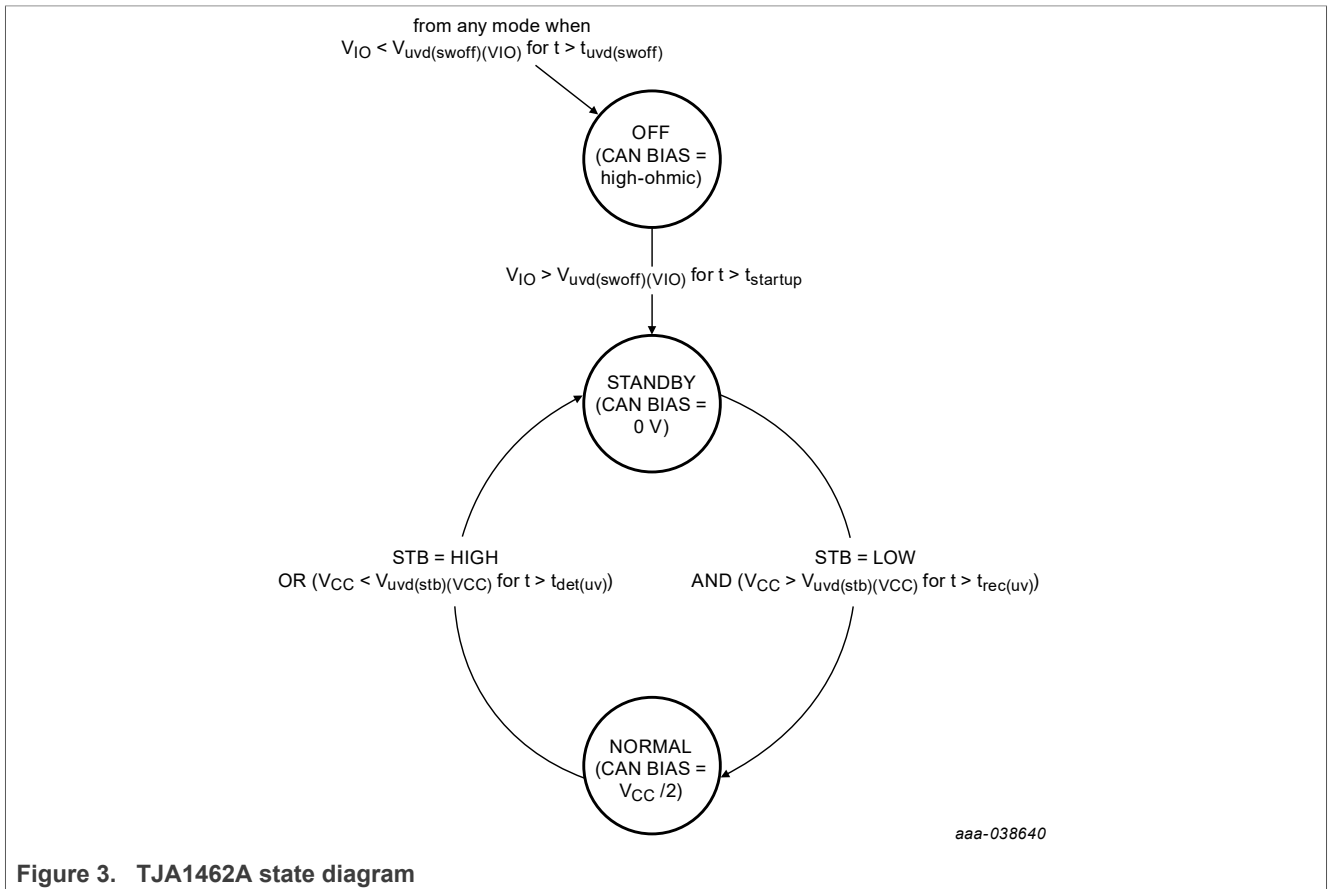 from any mode when
VIO < Vuvd(swoff)(VIO) for t > tuvd(swoff)
OFF
(CAN BIAS =
high-ohmic)
VIO > Vuvd(swoff)(VIO) for t > tstartup
STANDBY
(CAN BIAS =
0 V)
STB = HIGH
OR (VCC < Vuvd(stb)(VCC) for t > tdet(uv))
STB = LOW
AND (VCC > Vuvd(stb)(VCC) for t > trec(uv))
NORMAL
(CAN BIAS =
VCC /2)
aaa-038640
Figure 3. TJA1462A state diagram